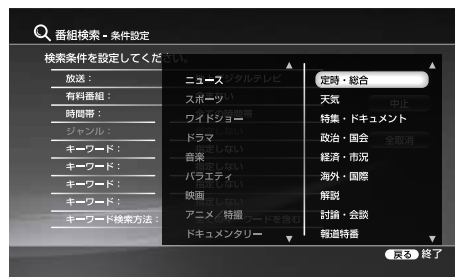 番組検索 - 条件設定
検索条件を設定してください。
放送：
有料番組：
時間帯：
ジャンル：
キーワード：
キーワード：
キーワード：
キーワード：
キーワード検索方法：
ニュース
スポーツ
ワイドショー
ドラマ
音楽
バラエティ
映画
アニメ／特撮
ドキュメンタリー
定時・総合
天気
特集・ドキュメント
政治・国会
経済・市況
海外・国際
解説
討論・会談
報道特番
中止
全取消
戻る 終了